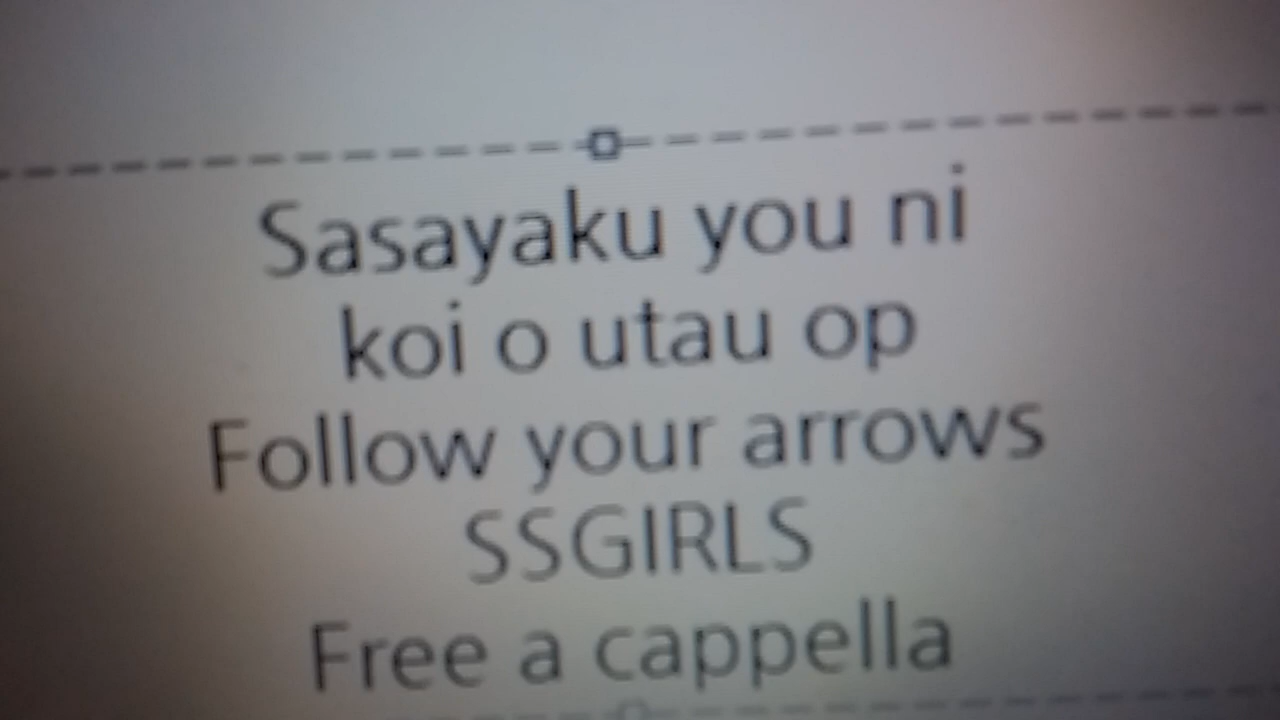 Sasayaku you ni
koi o utau op
Follow your arrows
SSGIRLS
Free a cappella